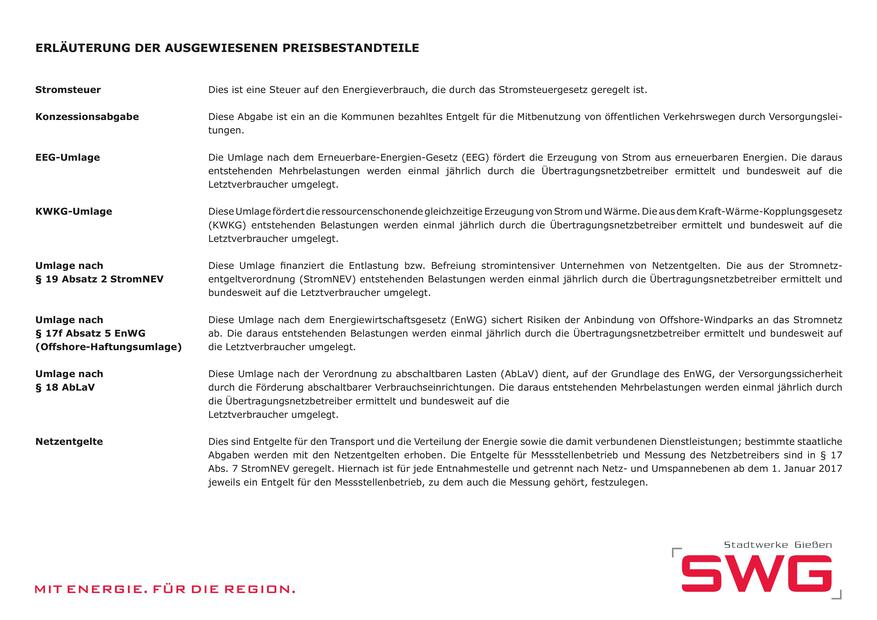 ERLÄUTERUNG DER AUSGEWIESENEN PREISBESTANDTEILE
Stromsteuer
Dies ist eine Steuer auf den Energieverbrauch, die durch das Stromsteuergesetz geregelt ist.
Konzessionsabgabe
Diese Abgabe ist ein an die Kommunen bezahltes Entgelt für die Mitbenutzung von öffentlichen Verkehrswegen durch Versorgungslei-
tungen.
EEG-Umlage
Die Umlage nach dem Erneuerbare-Energien-Gesetz (EEG) fördert die Erzeugung von Strom aus erneuerbaren Energien. Die daraus
entstehenden Mehrbelastungen werden einmal jährlich durch die Übertragungsnetzbetreiber ermittelt und bundesweit auf die
Letztverbraucher umgelegt.
KWKG-Umlage
Diese Umlage fördert die ressourcenschonende gleichzeitige Erzeugung von Strom und Wärme. Die aus dem Kraft-Wärme-Kopplungsgesetz
(KWKG) entstehenden Belastungen werden einmal jährlich durch die Übertragungsnetzbetreiber ermittelt und bundesweit auf die
Letztverbraucher umgelegt.
Umlage nach
§ 19 Absatz 2 StromNEV
Diese Umlage finanziert die Entlastung bzw. Befreiung stromintensiver Unternehmen von Netzentgelten. Die aus der Stromnetz-
entgeltverordnung (StromNEV) entstehenden Belastungen werden einmal jährlich durch die Übertragungsnetzbetreiber ermittelt und
bundesweit auf die Letztverbraucher umgelegt.
Umlage nach
§ 17f Absatz 5 EnWG
(Offshore-Haftungsumlage)
Diese Umlage nach dem Energiewirtschaftsgesetz (EnWG) sichert Risiken der Anbindung von Offshore-Windparks an das Stromnetz
ab. Die daraus entstehenden Belastungen werden einmal jährlich durch die Übertragungsnetzbetreiber ermittelt und bundesweit auf
die Letztverbraucher umgelegt.
Umlage nach
§ 18 AbLaV
Diese Umlage nach der Verordnung zu abschaltbaren Lasten (AbLaV) dient, auf der Grundlage des EnWG, der Versorgungssicherheit
durch die Förderung abschaltbarer Verbrauchseinrichtungen. Die daraus entstehenden Mehrbelastungen werden einmal jährlich durch
die Übertragungsnetzbetreiber ermittelt und bundesweit auf die
Letztverbraucher umgelegt.
Netzentgelte
Dies sind Entgelte für den Transport und die Verteilung der Energie sowie die damit verbundenen Dienstleistungen; bestimmte staatliche
Abgaben werden mit den Netzentgelten erhoben. Die Entgelte für Messstellenbetrieb und Messung des Netzbetreibers sind in § 17
Abs. 7 StromNEV geregelt. Hiernach ist für jede Entnahmestelle und getrennt nach Netz- und Umspannebenen ab dem 1. Januar 2017
jeweils ein Entgelt für den Messstellenbetrieb, zu dem auch die Messung gehört, festzulegen.
Stadtwerke Gießen
SWG
MIT ENERGIE. FÜR DIE REGION.